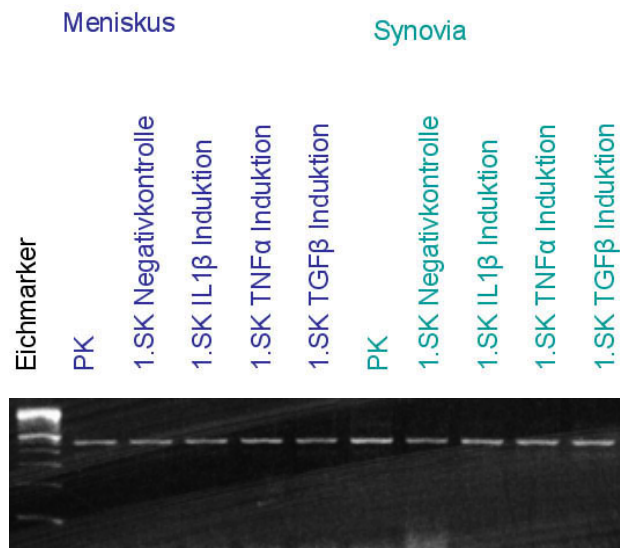 Meniskus
Synovia
Eichmarker
PK
1.SK Negativkontrolle
1.SK IL1β Induktion
1.SK TNFα Induktion
1.SK TGFβ Induktion
PK
1.SK Negativkontrolle
1.SK IL1β Induktion
1.SK TNFα Induktion
1.SK TGFβ Induktion